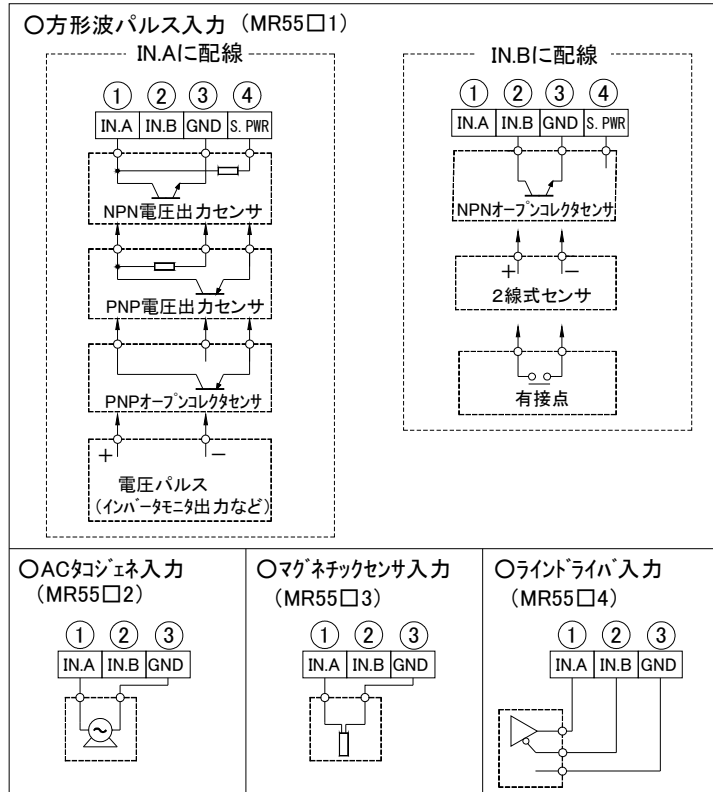 ○方形波パルス入力 (MR55□1)
IN.Aに配線
① ② ③ ④
IN.A IN.B GND S. PWR
NPN電圧出力センサ
PNP電圧出力センサ
PNPオープンコレクタセンサ
+ −
電圧パルス
(インバータモニタ出力など)
IN.Bに配線
① ② ③ ④
IN.A IN.B GND S. PWR
NPNオープンコレクタセンサ
+ −
2線式センサ
有接点
○ACタコジェネ入力
(MR55□2)
① ② ③
IN.A IN.B GND
○マグネチックセンサ入力
(MR55□3)
① ② ③
IN.A IN.B GND
○ラインドライバ入力
(MR55□4)
① ② ③
IN.A IN.B GND